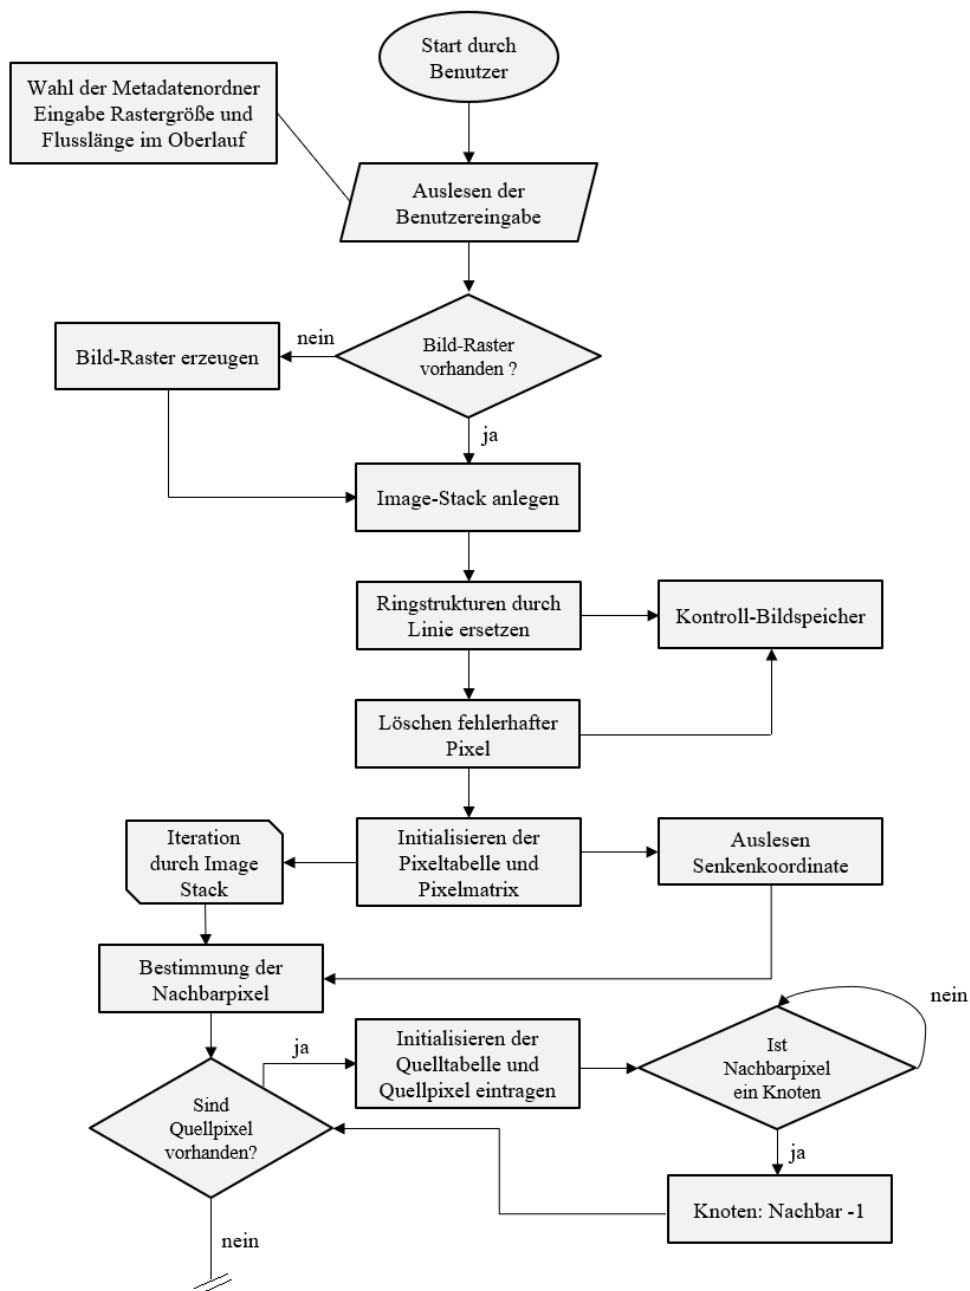 Start durch
Benutzer
Wahl der Metadatenordner
Eingabe Rastergröße und
Flusslänge im Oberlauf
Auslesen der
Benutzereingabe
Bild-Raster
vorhanden ?
nein
Bild-Raster erzeugen
ja
Image-Stack anlegen
Ringstrukturen durch
Linie ersetzen
Kontroll-Bildspeicher
Löschen fehlerhafter
Pixel
Initialisieren der
Pixeltabelle und
Pixelmatrix
Auslesen
Senkenkoordinate
Iteration
durch Image
Stack
Bestimmung der
Nachbarpixel
Sind
Quellpixel
vorhanden?
ja
Initialisieren der
Quelltabelle und
Quellpixel eintragen
Ist
Nachbarpixel
ein Knoten
nein
ja
Knoten: Nachbar -1
nein